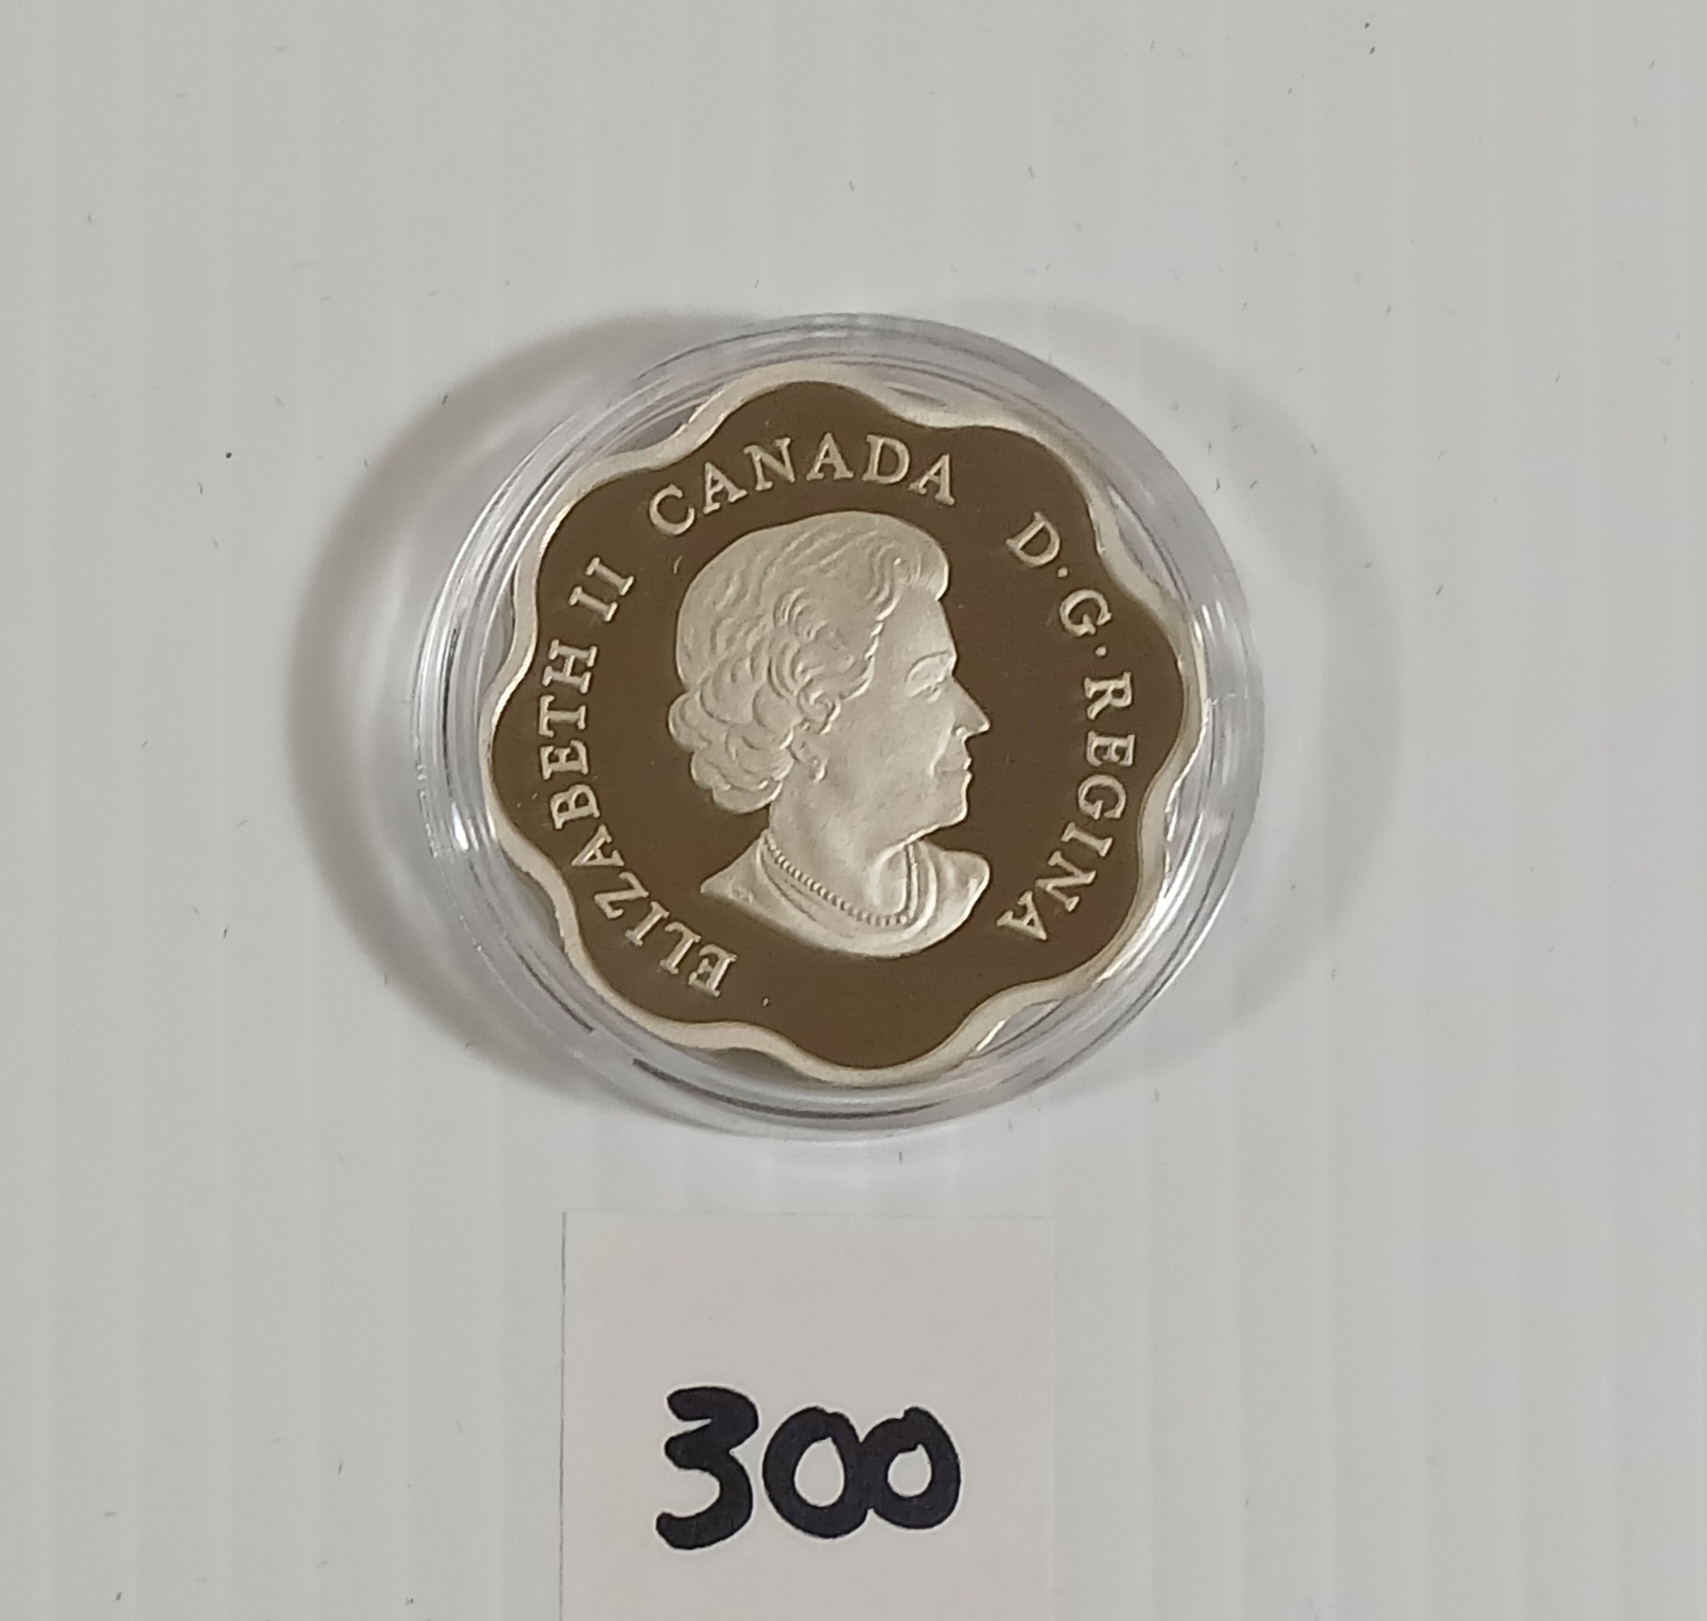 ELIZABETH II CANADA D·G·REGINA
300